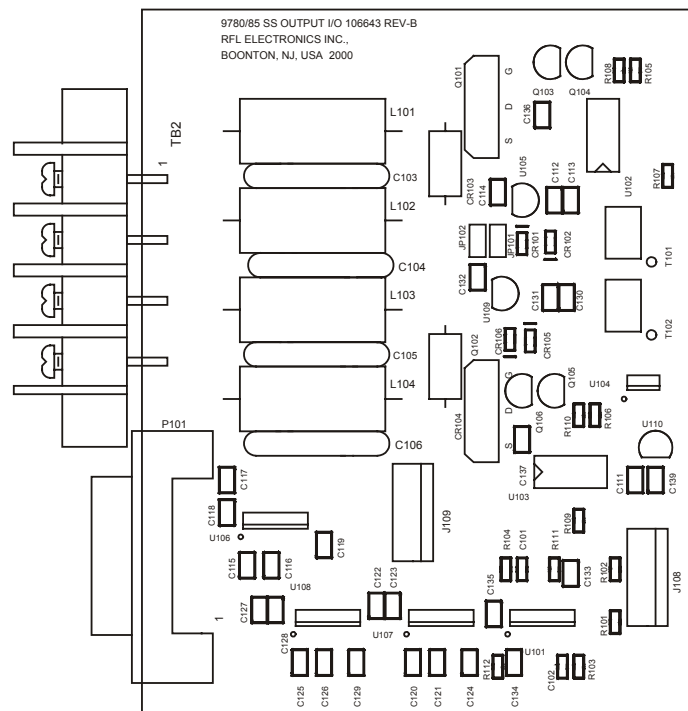 9780/85 SS OUTPUT I/O 106643 REV-B
RFL ELECTRONICS INC.,
BOONTON, NJ, USA 2000
TB2
1
L101
C103
L102
C104
L103
C105
L104
C106
Q101
G
D
S
Q103
Q104
R108
R105
C136
U105
C112
C113
U102
R107
CR103
C114
JP102
JP101
CR101
CR102
T101
C132
U109
C131
C130
T102
Q102
CR106
CR105
CR104
G
D
S
Q105
Q106
U104
R110
R106
U110
C137
U103
C111
C139
P101
1
C117
C118
U106
C119
C115
C116
J109
R109
R104
C101
R111
C133
R102
J108
U108
C127
C128
C122
C123
U107
C135
U101
R101
C125
C126
C129
C120
C121
C124
R112
C134
C102
R103